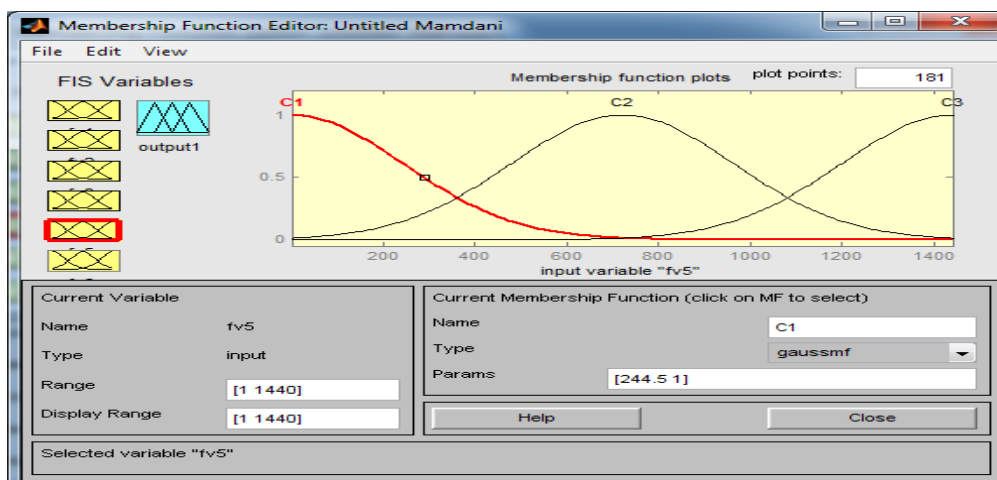 Membership Function Editor: Untitled Mamdani
File Edit View
FIS Variables
Membership function plots plot points: 181
output1
C1 C2 C3
1
0.5
0
200 400 600 800 1000 1200 1400
input variable "fv5"
Current Variable
Name fv5
Type input
Range [1 1440]
Display Range [1 1440]
Current Membership Function (click on MF to select)
Name C1
Type gaussmf
Params [244.5 1]
Help Close
Selected variable "fv5"